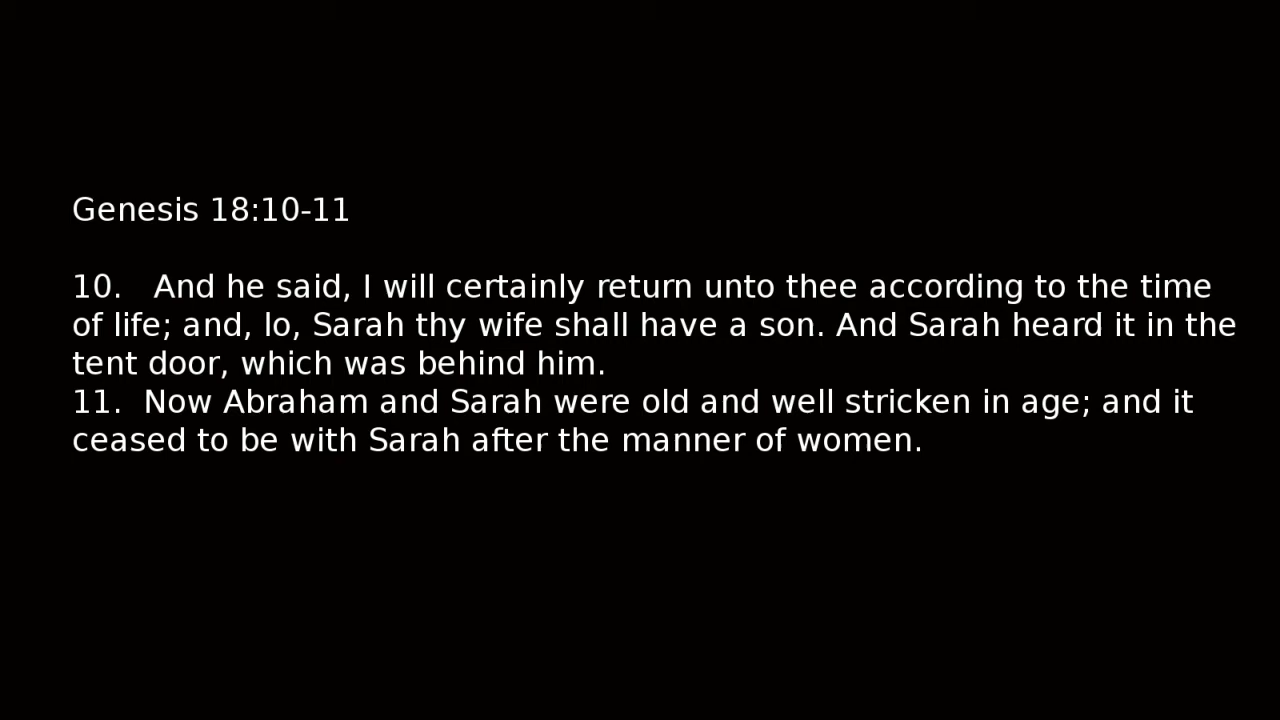 Genesis 18:10-11
10.   And he said, I will certainly return unto thee according to the time
of life; and, lo, Sarah thy wife shall have a son. And Sarah heard it in the
tent door, which was behind him.
11.  Now Abraham and Sarah were old and well stricken in age; and it
ceased to be with Sarah after the manner of women.